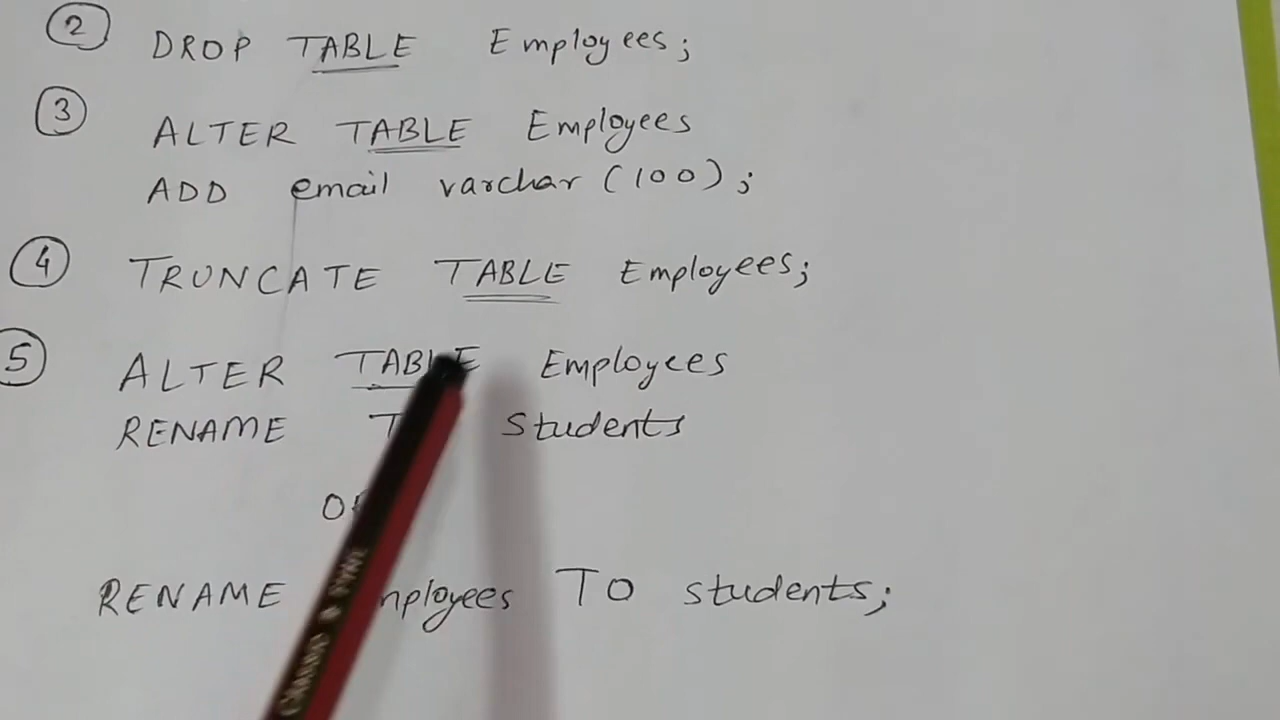 2 DROP TABLE Employees;
3 ALTER TABLE Employees
ADD email varchar (100);
4 TRUNCATE TABLE Employees;
5 ALTER TABLE Employees
RENAME Students
RENAME TO students;